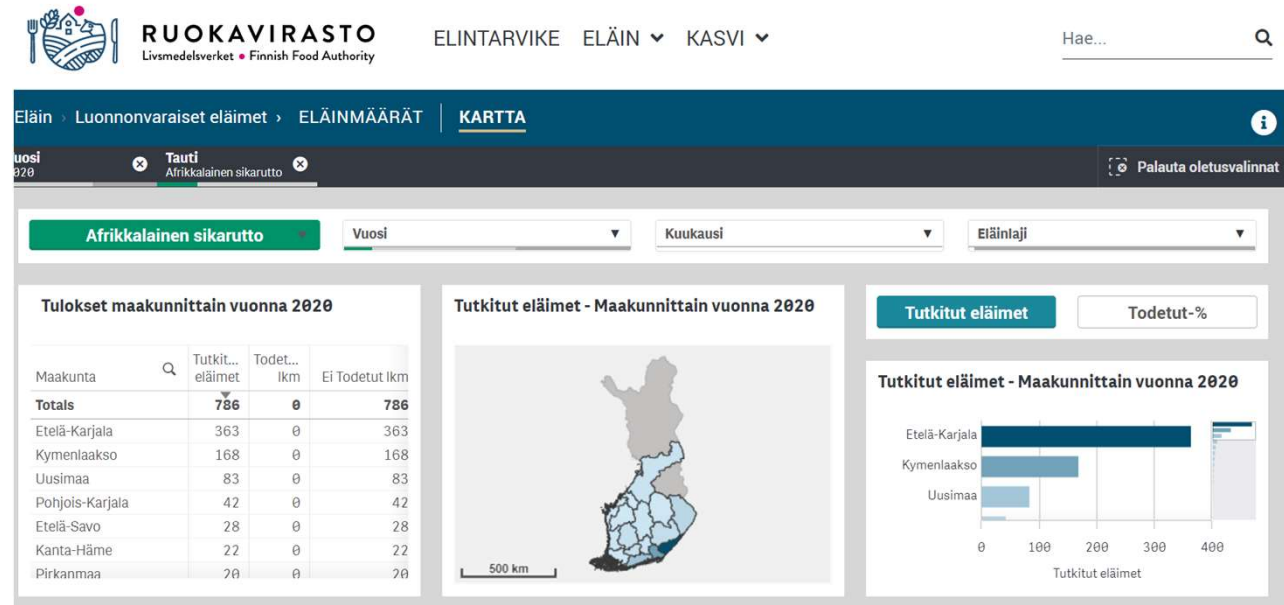 RUOKAVIRASTO
Livsmedelsverket • Finnish Food Authority
ELINTARVIKE ELÄIN KASVI
Hae...
Eläin › Luonnonvaraiset eläimet › ELÄINMÄÄRÄT KARTTA
uosi
020
Tauti
Afrikkalainen sikarutto
Palauta oletusvalinnat
Afrikkalainen sikarutto
Vuosi
Kuukausi
Eläinlaji
Tulokset maakunnittain vuonna 2020
Maakunta Tutkit... eläimet Todet... lkm Ei Todetut lkm
Totals 786 0 786
Etelä-Karjala 363 0 363
Kymenlaakso 168 0 168
Uusimaa 83 0 83
Pohjois-Karjala 42 0 42
Etelä-Savo 28 0 28
Kanta-Häme 22 0 22
Pirkanmaa 20 0 20
Tutkitut eläimet - Maakunnittain vuonna 2020
500 km
Tutkitut eläimet
Todetut-%
Tutkitut eläimet - Maakunnittain vuonna 2020
Etelä-Karjala
Kymenlaakso
Uusimaa
0 100 200 300 400
Tutkitut eläimet